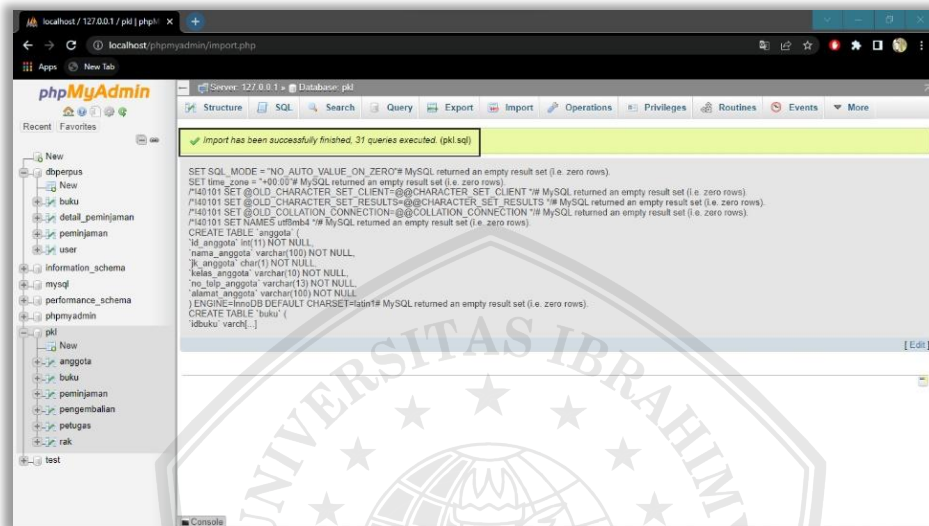 localhost / 127.0.0.1 / pkl | phpM
localhost/phpmyadmin/import.php
Apps New Tab
phpMyAdmin
Recent Favorites
New
dbperpus
New
buku
detail_peminjaman
peminjaman
user
information_schema
mysql
performance_schema
phpmyadmin
pkl
New
anggota
buku
peminjaman
pengembalian
petugas
rak
test
Server: 127.0.0.1 » Database: pkl
Structure SQL Search Query Export Import Operations Privileges Routines Events More
Import has been successfully finished, 31 queries executed. (pkl.sql)
SET SQL_MODE = "NO_AUTO_VALUE_ON_ZERO"# MySQL returned an empty result set (i.e. zero rows).
SET time_zone = "+00:00"# MySQL returned an empty result set (i.e. zero rows).
/*!40101 SET @OLD_CHARACTER_SET_CLIENT=@@CHARACTER_SET_CLIENT */# MySQL returned an empty result set (i.e. zero rows).
/*!40101 SET @OLD_CHARACTER_SET_RESULTS=@@CHARACTER_SET_RESULTS */# MySQL returned an empty result set (i.e. zero rows).
/*!40101 SET @OLD_COLLATION_CONNECTION=@@COLLATION_CONNECTION */# MySQL returned an empty result set (i.e. zero rows).
/*!40101 SET NAMES utf8mb4 */# MySQL returned an empty result set (i.e. zero rows).
CREATE TABLE `anggota` (
`id_anggota` int(11) NOT NULL,
`nama_anggota` varchar(100) NOT NULL,
`jk_anggota` char(1) NOT NULL,
`kelas_anggota` varchar(10) NOT NULL,
`no_telp_anggota` varchar(13) NOT NULL,
`alamat_anggota` varchar(100) NOT NULL
) ENGINE=InnoDB DEFAULT CHARSET=latin1# MySQL returned an empty result set (i.e. zero rows).
CREATE TABLE `buku` (
`idbuku` varch[...]
[ Edit ]
Console
UNIVERSITAS IBRAHIM